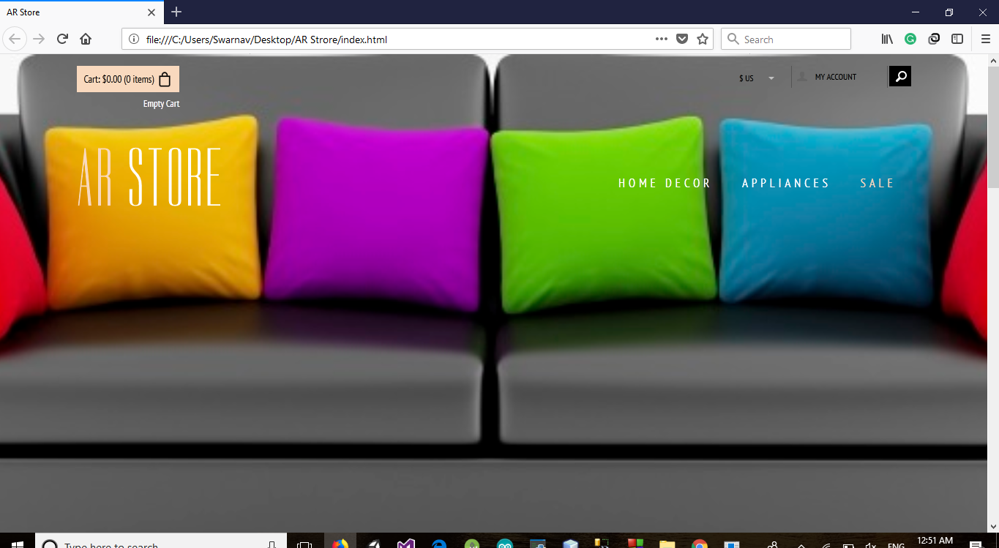 AR Store
file:///C:/Users/Swarnav/Desktop/AR Strore/index.html
Search
Cart: $0.00 (0 items)
$ US
MY ACCOUNT
Empty Cart
AR STORE
HOME DECOR
APPLIANCES
SALE
Type here to search
ENG
12:51 AM